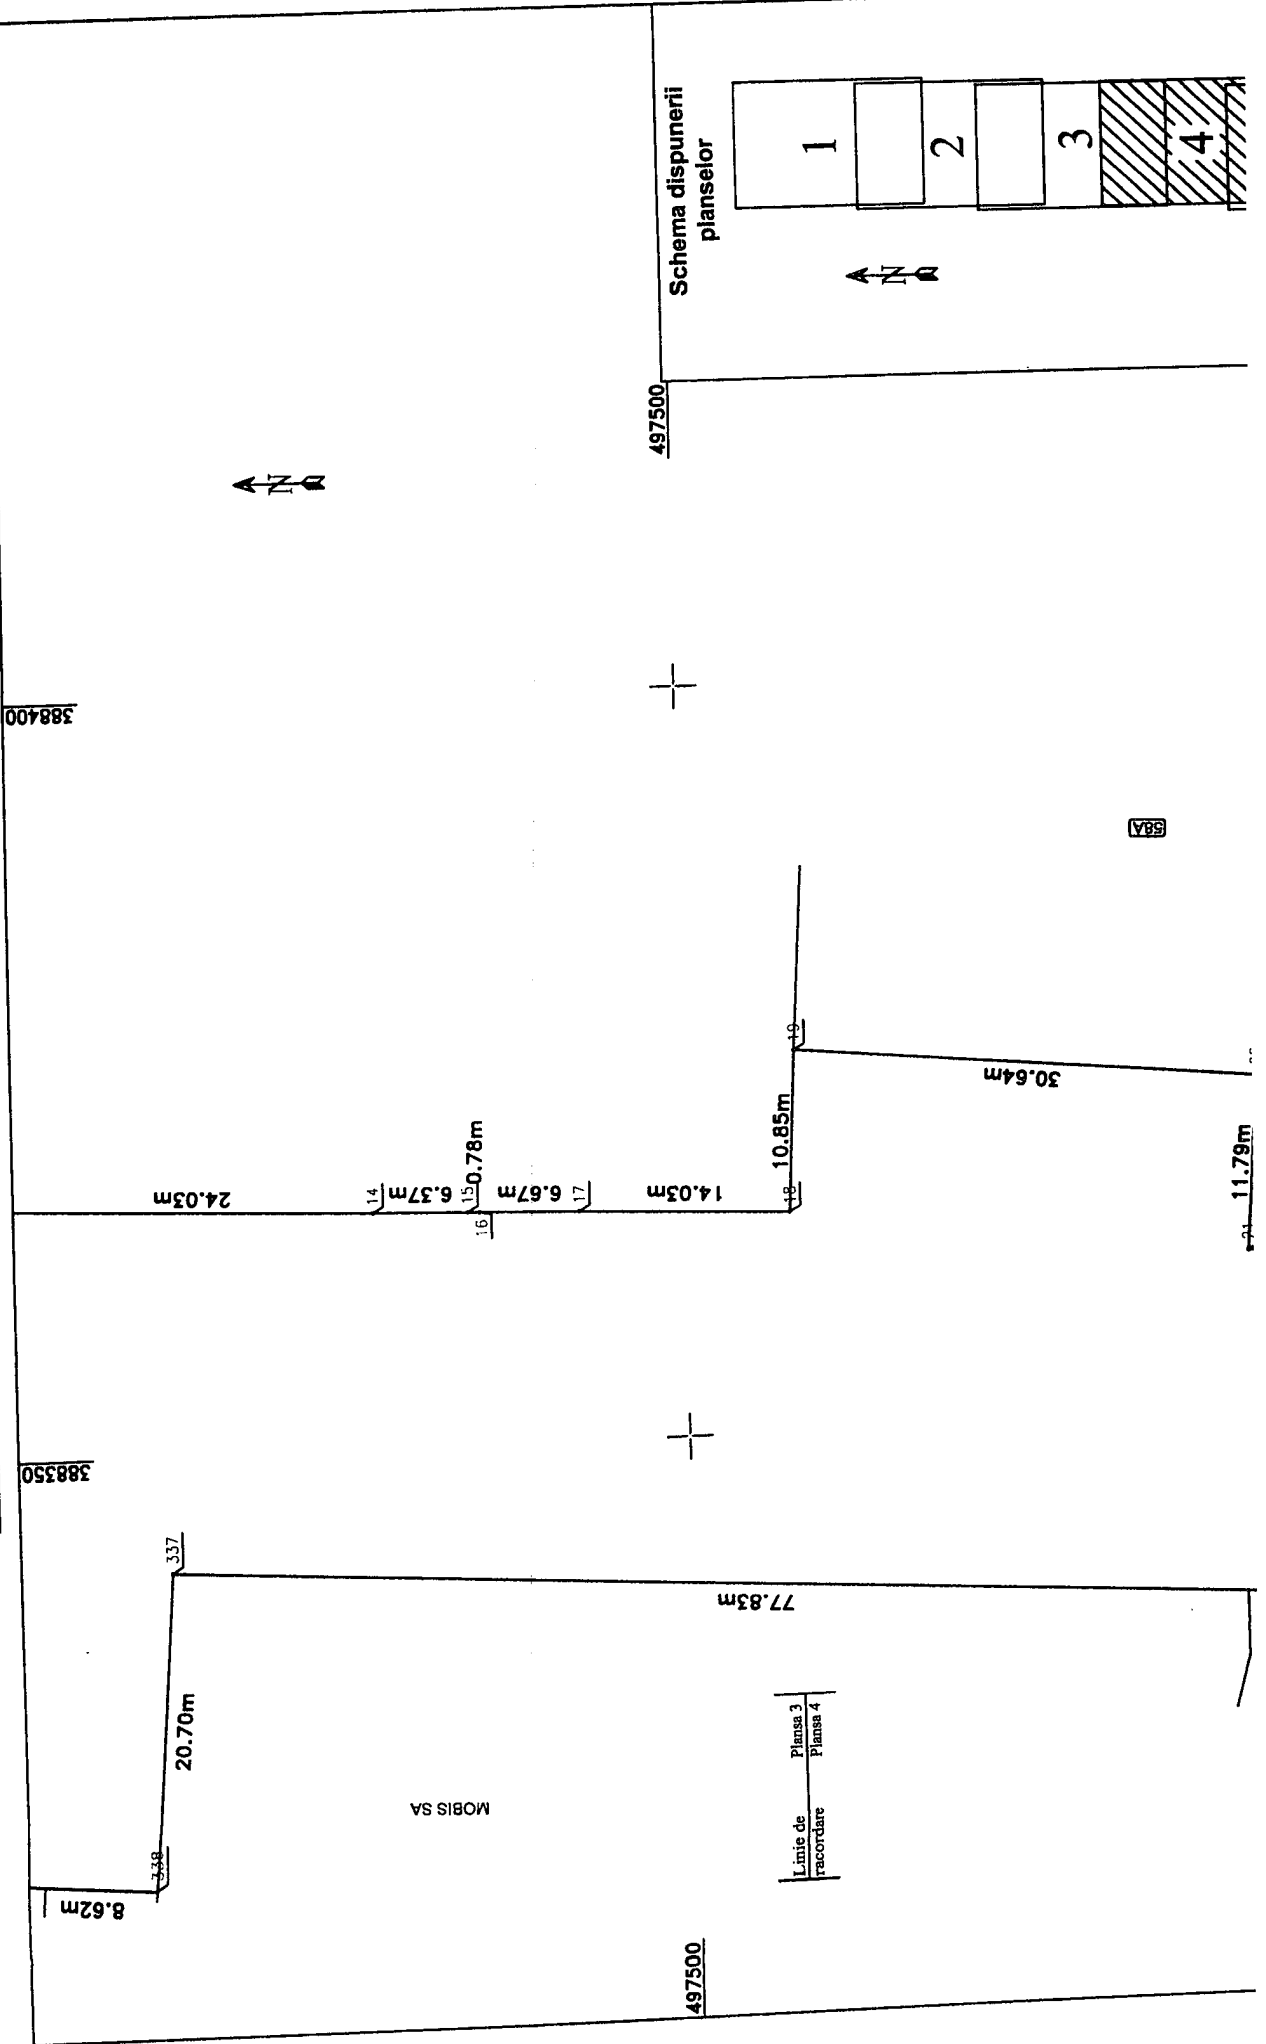 Schema dispunerii
planselor
1
2
3
4
N
N
497500
388400
58A
19
30.64m
10.85m
0.78m
24.03m
14
6.37m
15
6.67m
17
14.03m
18
16
11.79m
21
388350
337
77.83m
20.70m
Linie de
racordare
Plansa 3
Plansa 4
MOBIS SA
338
8.62m
497500